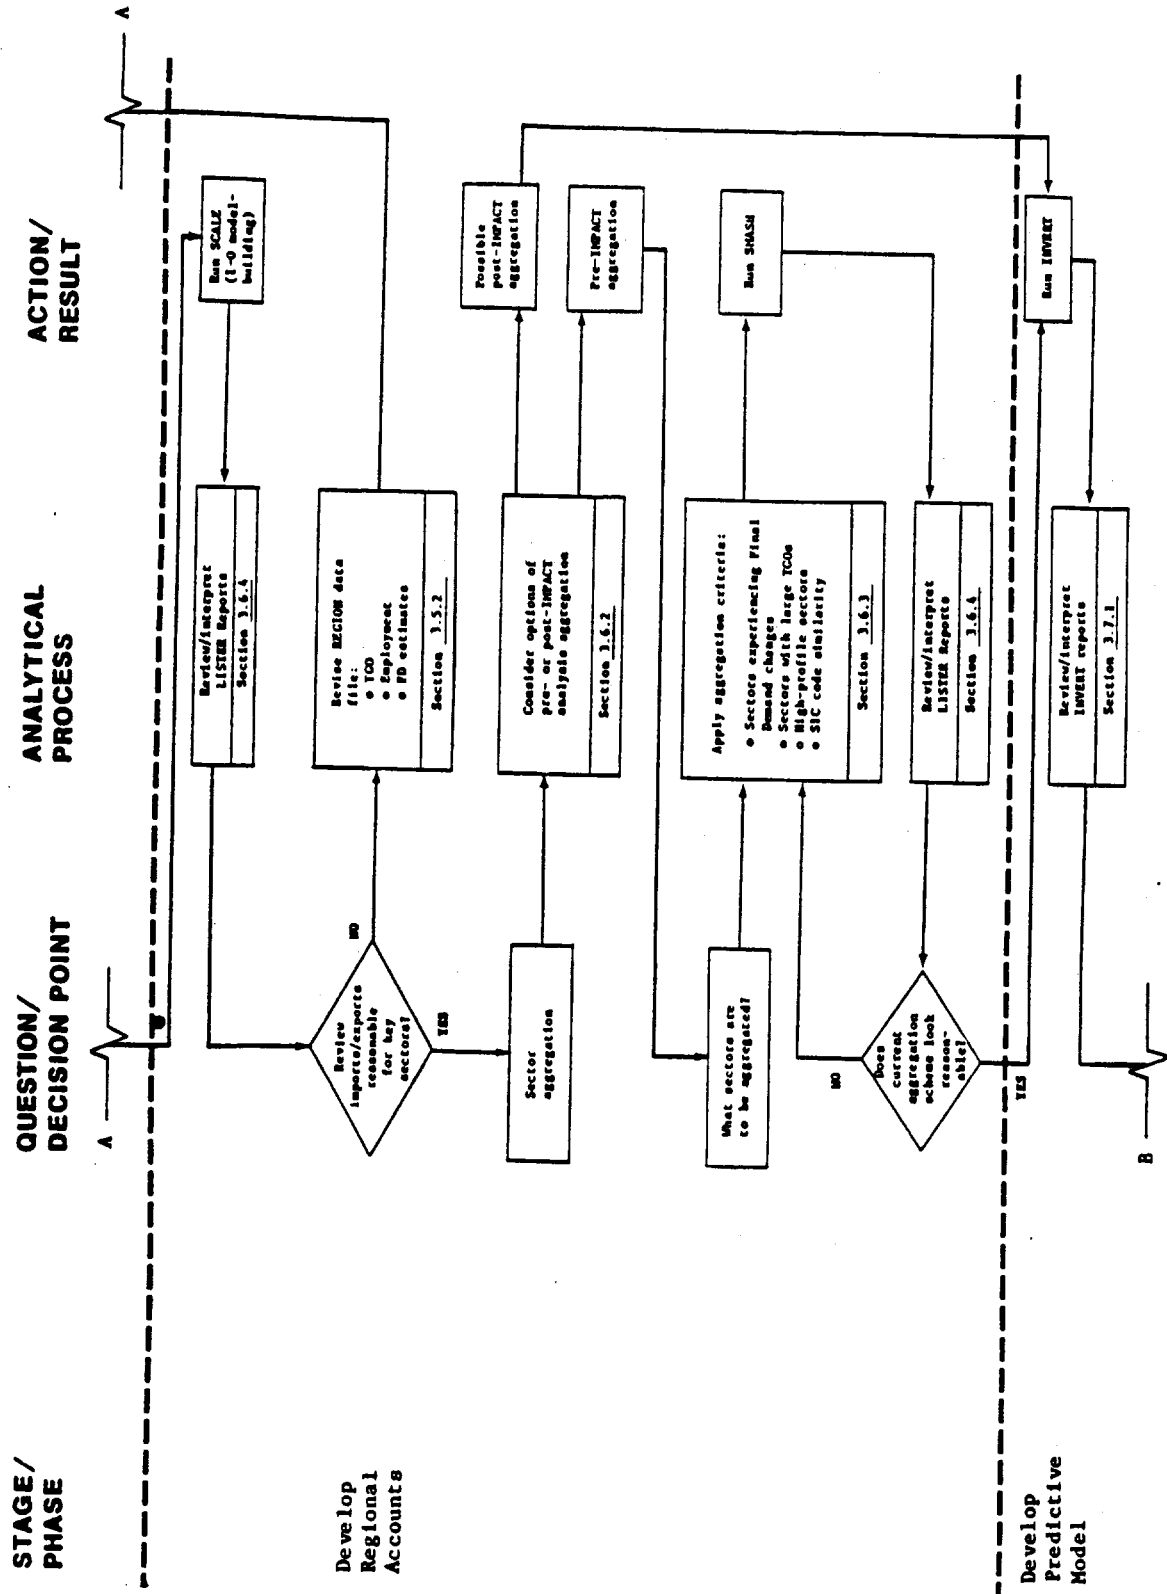 STAGE/
PHASE
QUESTION/
DECISION POINT
ANALYTICAL
PROCESS
ACTION/
RESULT
A
A
Develop
Regional
Accounts
Run SCALE
(I-O model-
building)
Review/interpret
LISTER Reports
Section 3.6.4
Review
imports/exports
reasonable
for key
sectors?
NO
YES
Revise REGION data
file:
● TCO
● Employment
● FD estimates
Section 3.5.2
Sector
aggregation
Consider options of
pre- or post-IMPACT
analysis aggregation
Section 3.6.2
Possible
post-IMPACT
aggregation
Pre-IMPACT
aggregation
What sectors are
to be aggregated?
Apply aggregation criteria:
● Sectors experiencing Final
Demand changes
● Sectors with large TCOs
● High-profile sectors
● SIC code similarity
Section 3.6.3
Run SMASH
Review/interpret
LISTER Reports
Section 3.6.4
Does
current
aggregation
scheme look
reason-
able?
NO
YES
Develop
Predictive
Model
Run INVERT
Review/interpret
INVERT reports
Section 3.7.1
B